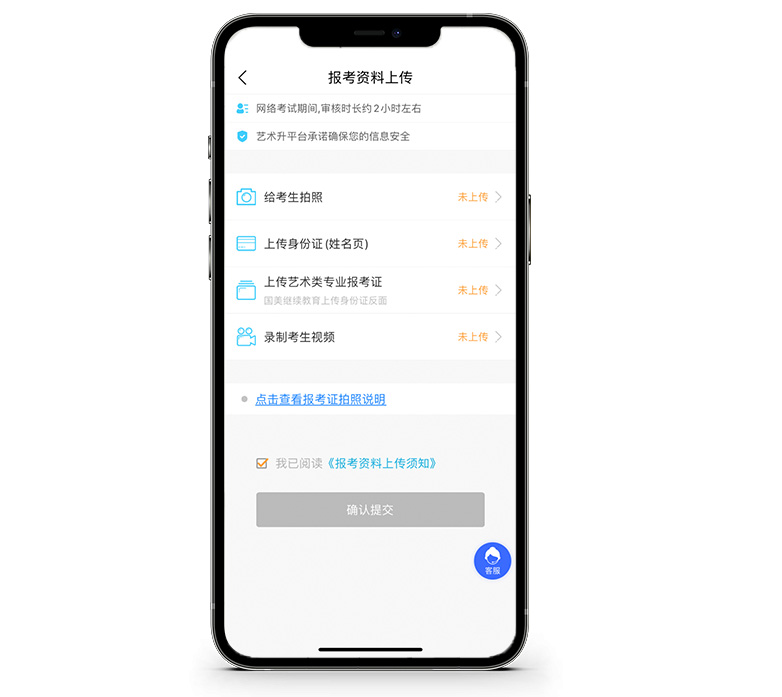 报考资料上传
网络考试期间,审核时长约2小时左右
艺术升平台承诺确保您的信息安全
给考生拍照 未上传
上传身份证(姓名页) 未上传
上传艺术类专业报考证 未上传
国美继续教育上传身份证反面
录制考生视频 未上传
点击查看报考证拍照说明
我已阅读《报考资料上传须知》
确认提交
客服